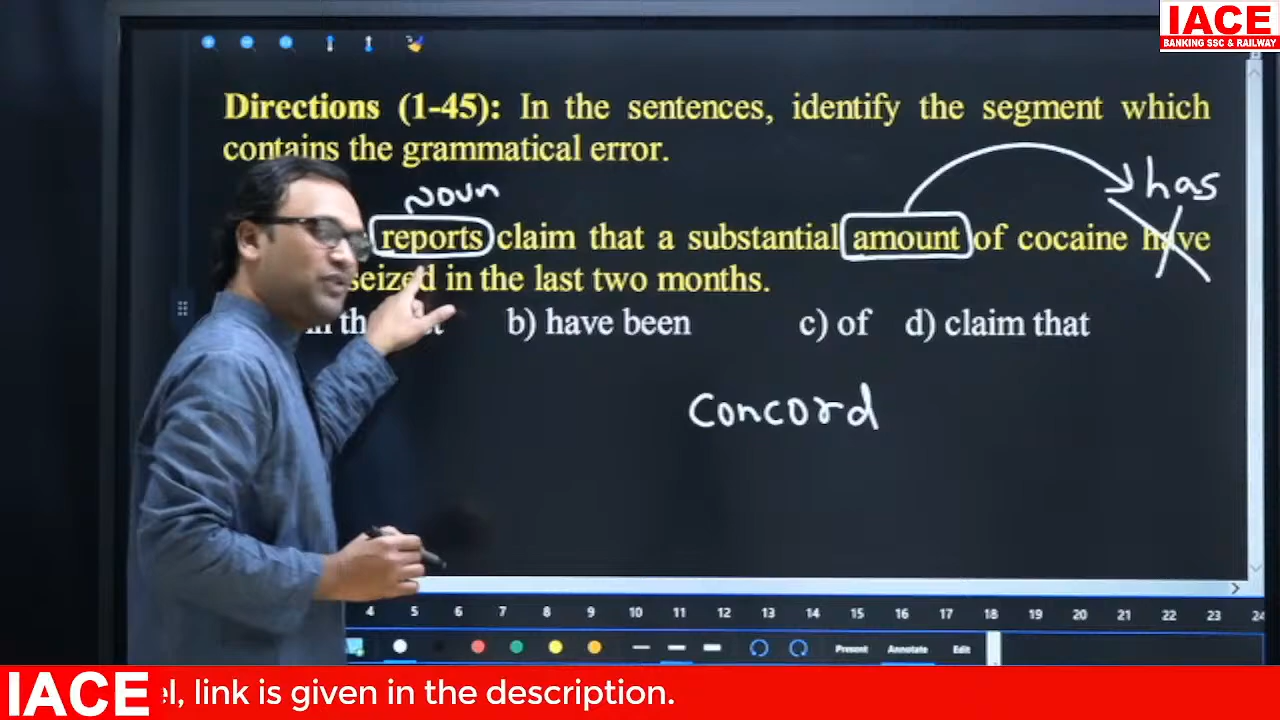 IACE
BANKING SSC & RAILWAY
Directions (1-45): In the sentences, identify the segment which
contains the grammatical error.
Noun
has
reports claim that a substantial amount of cocaine have
seized in the last two months.
in the b) have been c) of d) claim that
Concord
4 5 6 7 8 9 10 11 12 13 14 15 16 17 18 19 20 21 22 23 24
Present Annotate Edit
IACE link is given in the description.